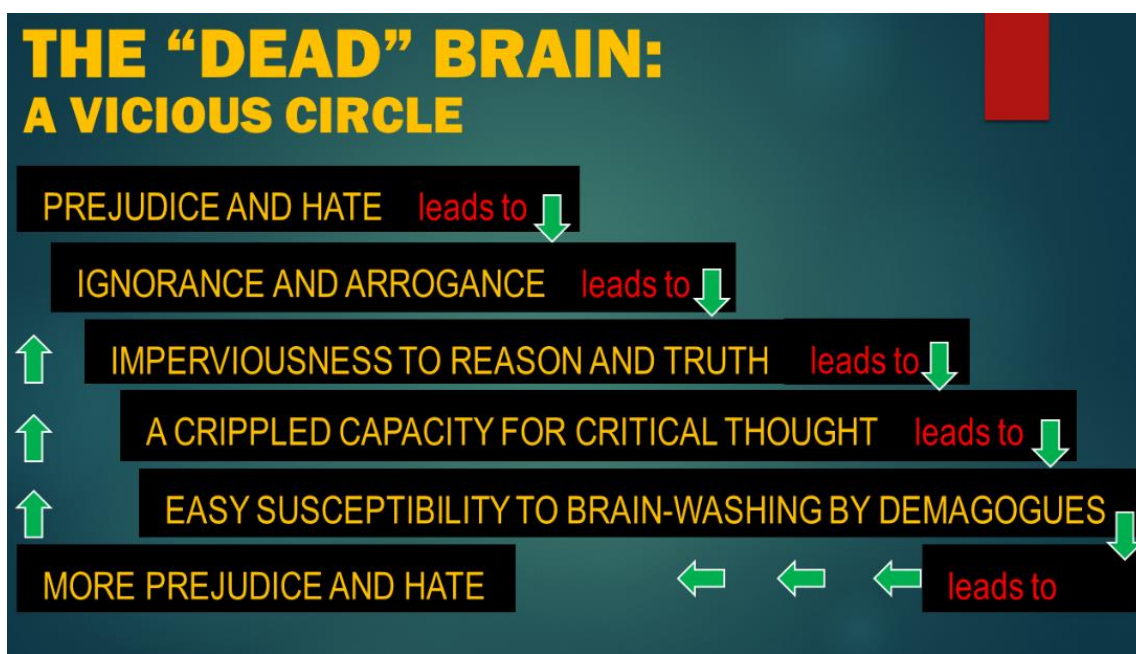 THE “DEAD” BRAIN:
A VICIOUS CIRCLE
PREJUDICE AND HATE leads to
IGNORANCE AND ARROGANCE leads to
IMPERVIOUSNESS TO REASON AND TRUTH leads to
A CRIPPLED CAPACITY FOR CRITICAL THOUGHT leads to
EASY SUSCEPTIBILITY TO BRAIN-WASHING BY DEMAGOGUES
leads to
MORE PREJUDICE AND HATE